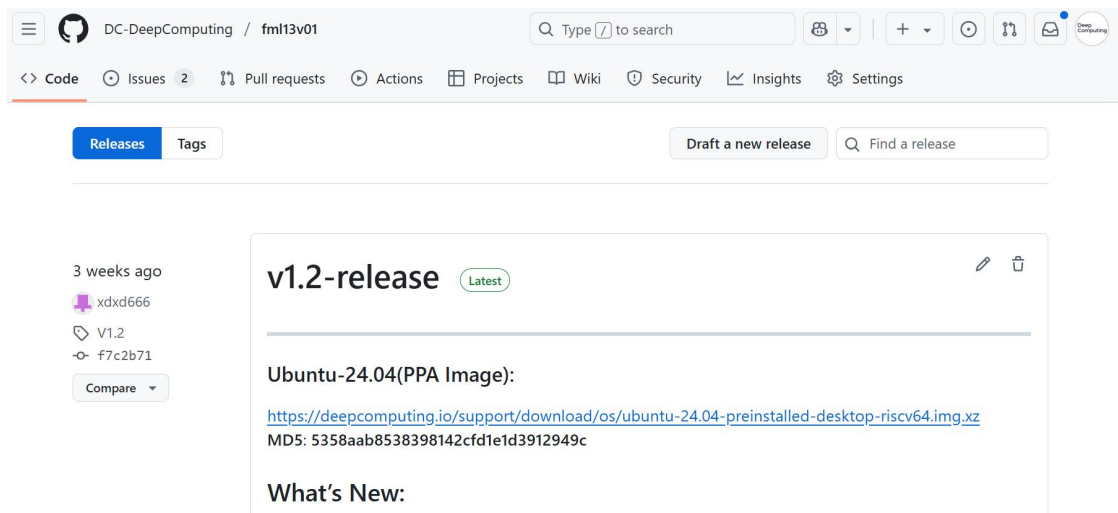 DC-DeepComputing / fml13v01
Type / to search
Deep Computing
<> Code
Issues 2
Pull requests
Actions
Projects
Wiki
Security
Insights
Settings
Releases
Tags
Draft a new release
Find a release
3 weeks ago
xdxd666
V1.2
f7c2b71
Compare
v1.2-release Latest
Ubuntu-24.04(PPA Image):
https://deepcomputing.io/support/download/os/ubuntu-24.04-preinstalled-desktop-riscv64.img.xz
MD5: 5358aab8538398142cfd1e1d3912949c
What’s New: